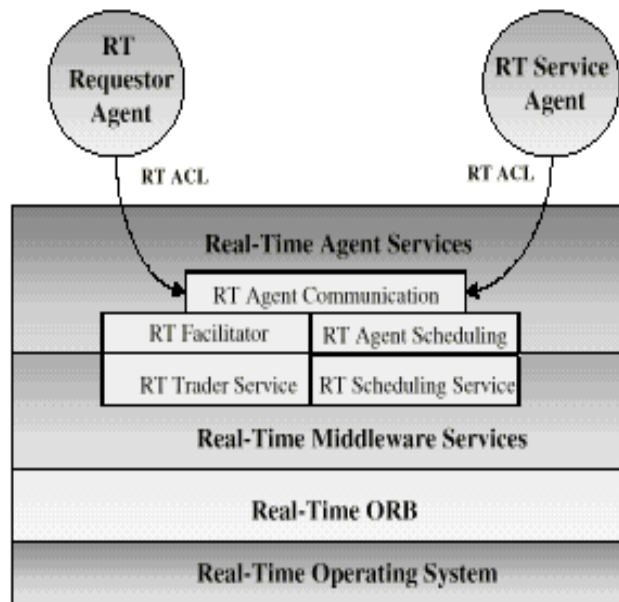 RT
Requestor
Agent
RT Service
Agent
RT ACL
RT ACL
Real-Time Agent Services
RT Agent Communication
RT Facilitator
RT Agent Scheduling
RT Trader Service
RT Scheduling Service
Real-Time Middleware Services
Real-Time ORB
Real-Time Operating System